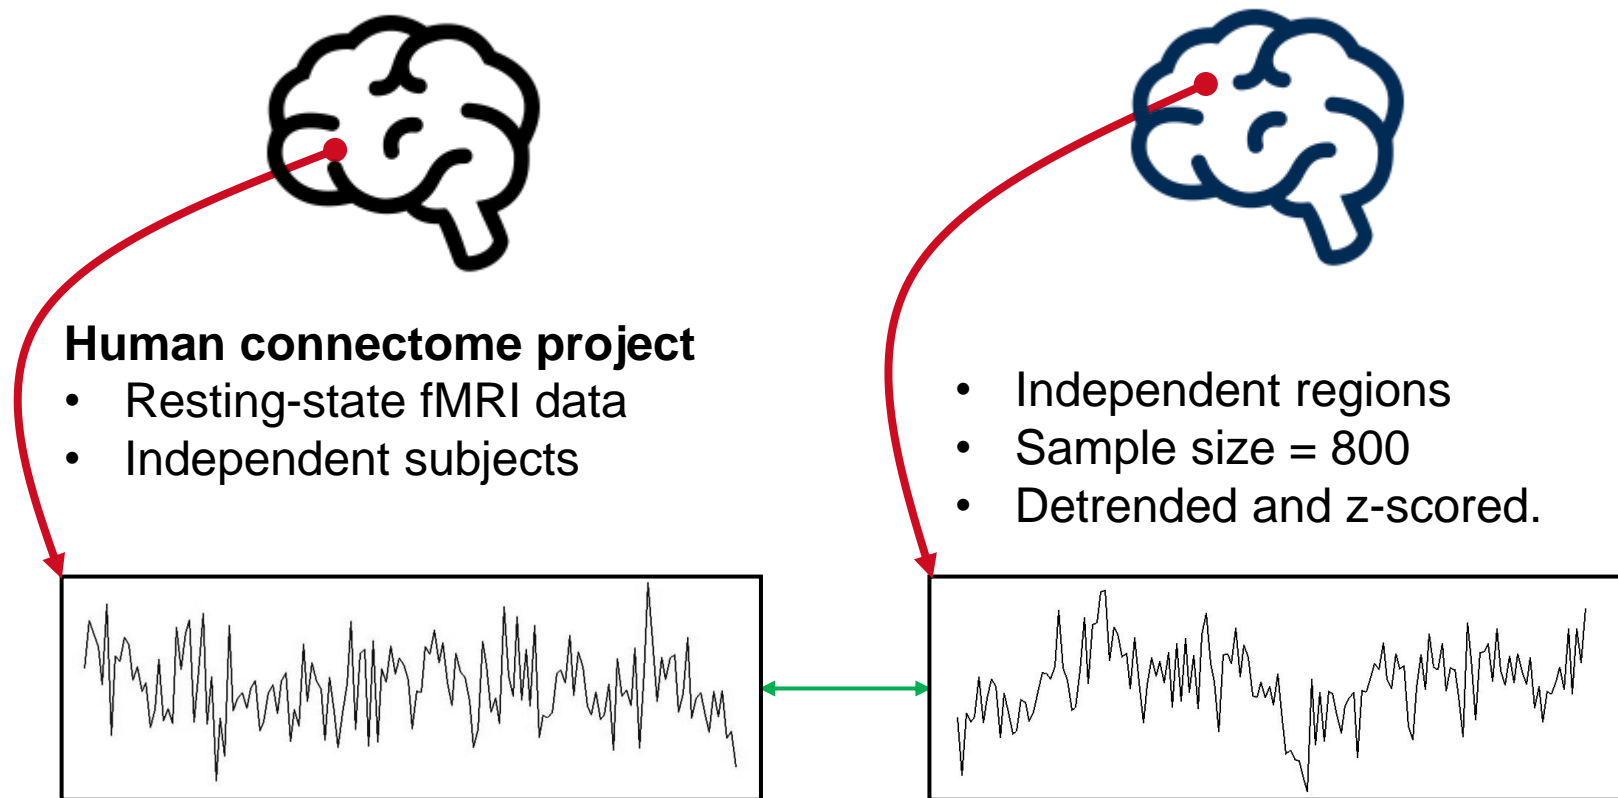 Human connectome project
• Resting-state fMRI data
• Independent subjects
• Independent regions
• Sample size = 800
• Detrended and z-scored.